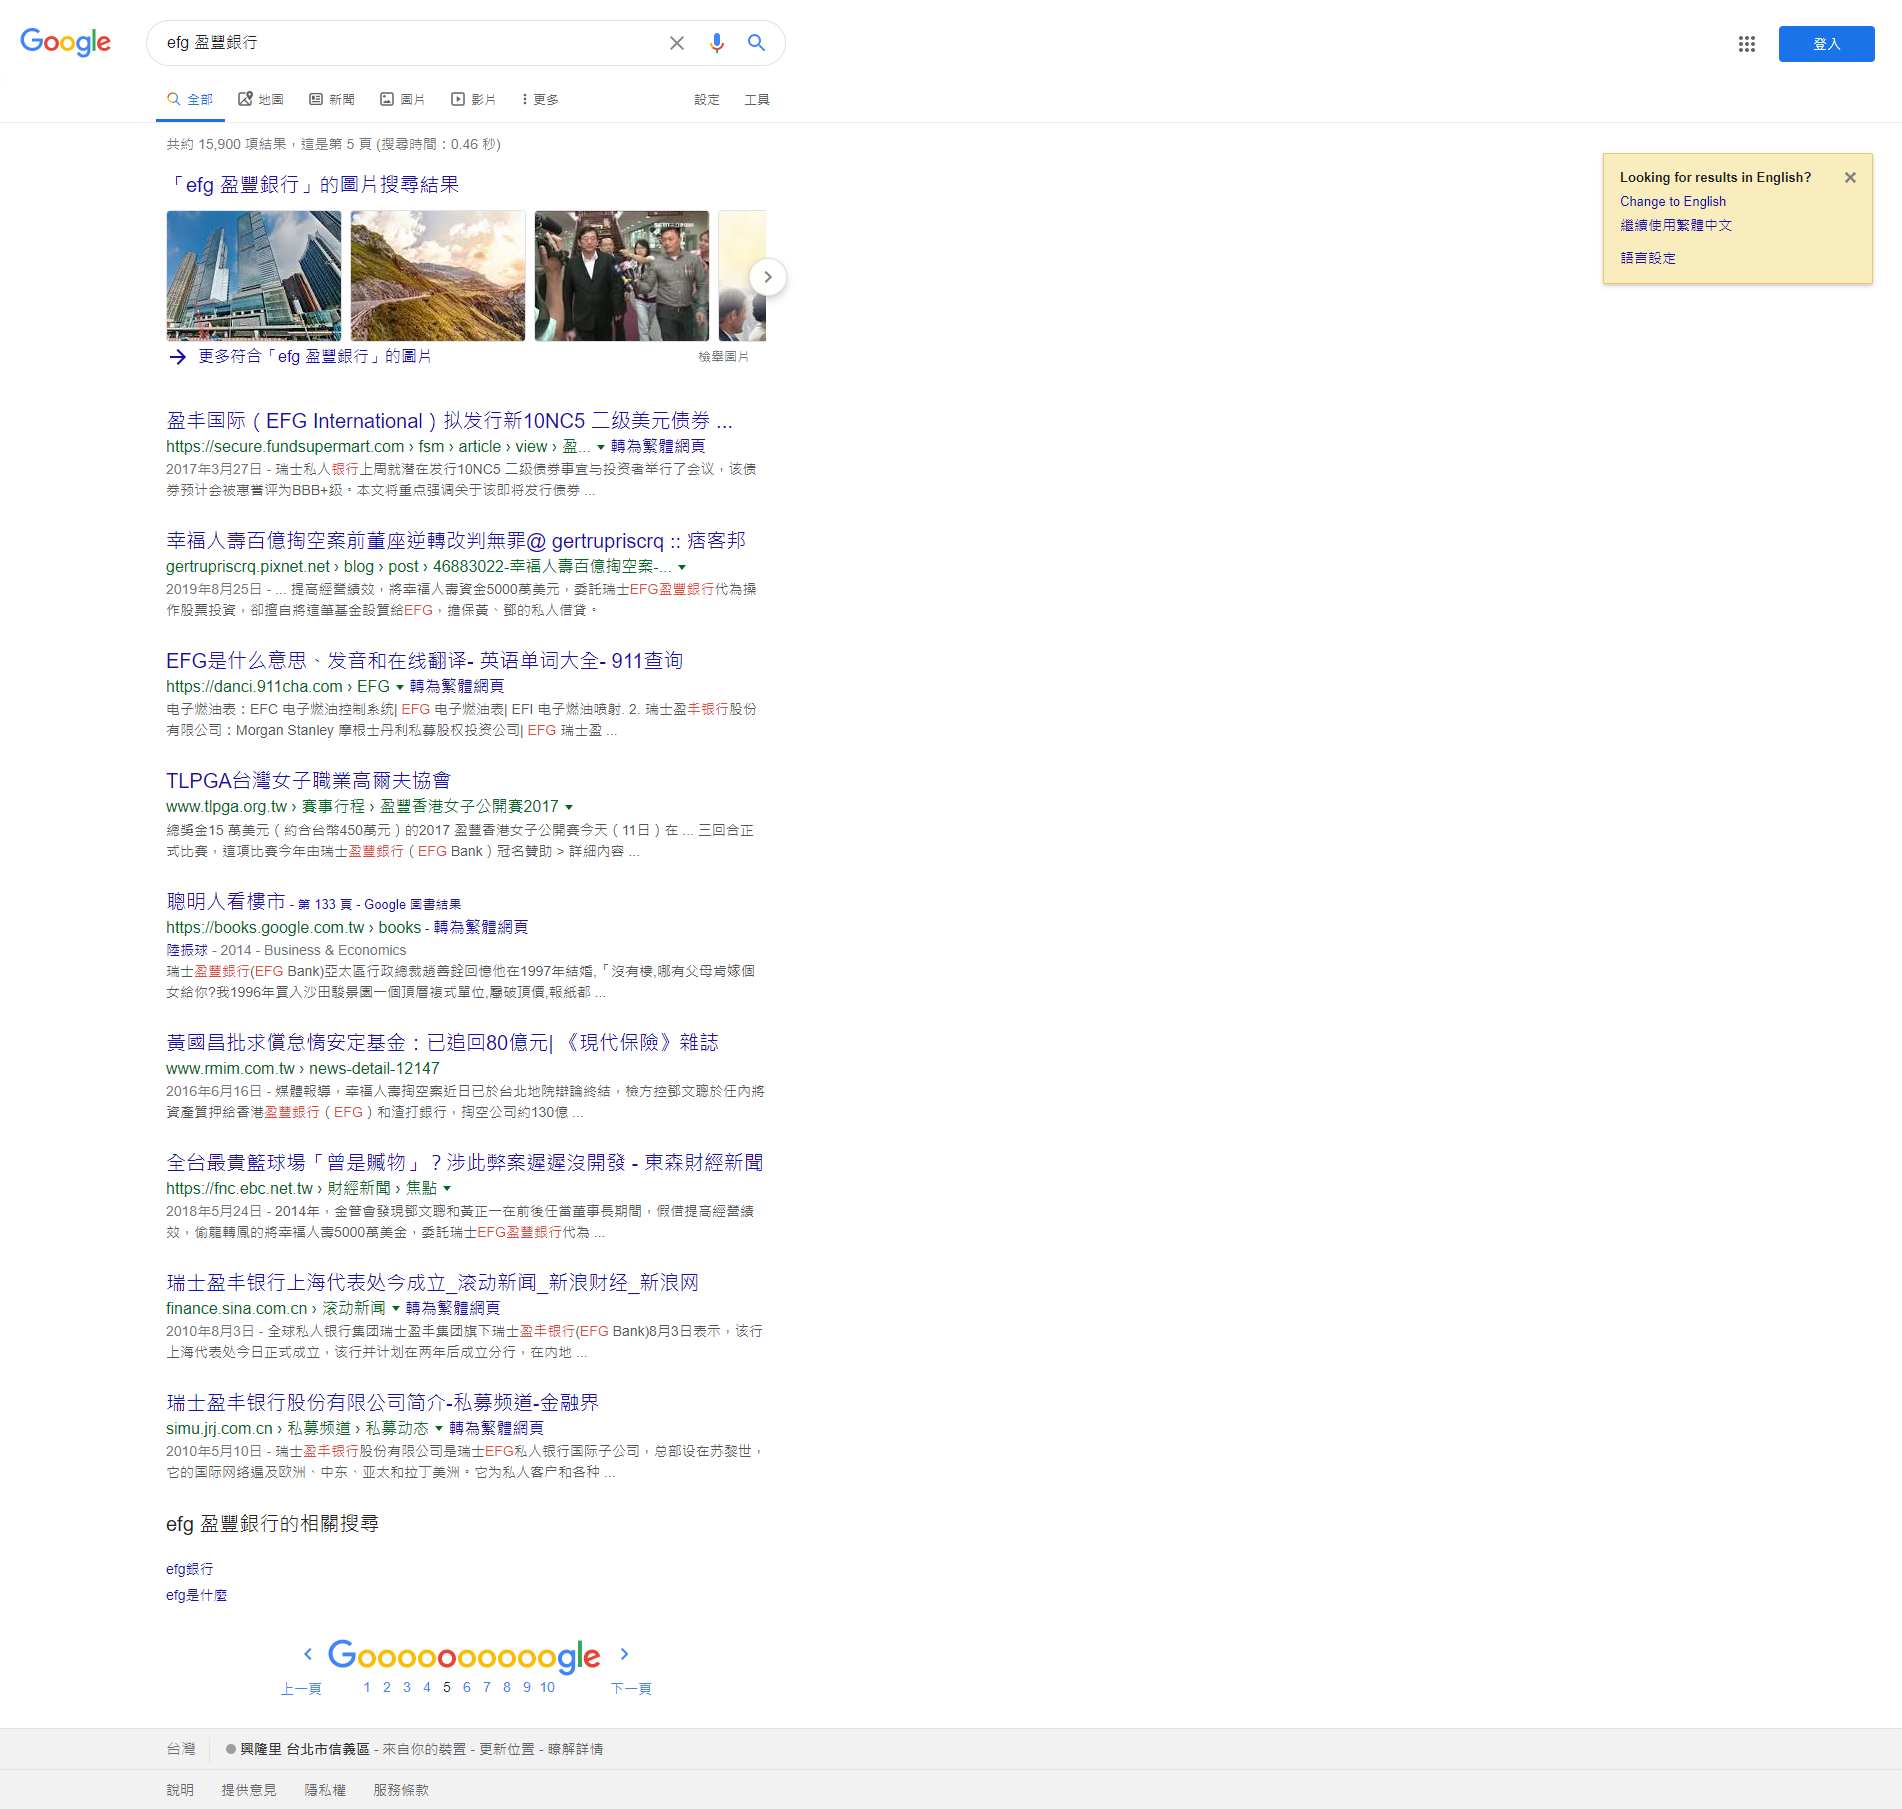 Google
efg 盈豐銀行
登入
全部 地圖 新聞 圖片 影片 更多 設定 工具
共約 15,900 項結果，這是第 5 頁 (搜尋時間：0.46 秒)
Looking for results in English?
Change to English
繼續使用繁體中文
語言設定
「efg 盈豐銀行」的圖片搜尋結果
更多符合「efg 盈豐銀行」的圖片 檢舉圖片
盈丰国际（EFG International）拟发行新10NC5 二级美元债券 ...
https://secure.fundsupermart.com › fsm › article › view › 盈... 轉為繁體網頁
2017年3月27日 - 瑞士私人银行上周就潜在发行10NC5 二级债券事宜与投资者举行了会议，该债
券预计会被惠誉评为BBB+级。本文将重点强调关于该即将发行债券 ...
幸福人壽百億掏空案前董座逆轉改判無罪@ gertrupriscrq :: 痞客邦
gertrupriscrq.pixnet.net › blog › post › 46883022-幸福人壽百億掏空案-...
2019年8月25日 - ... 提高經營績效，將幸福人壽資金5000萬美元，委託瑞士EFG盈豐銀行代為操
作股票投資，卻擅自將這筆基金設質給EFG，擔保黃、鄧的私人借貸。
EFG是什么意思、发音和在线翻译- 英语单词大全- 911查询
https://danci.911cha.com › EFG 轉為繁體網頁
电子燃油表：EFC 电子燃油控制系统| EFG 电子燃油表| EFI 电子燃油喷射. 2. 瑞士盈丰银行股份
有限公司：Morgan Stanley 摩根士丹利私募股权投资公司| EFG 瑞士盈 ...
TLPGA台灣女子職業高爾夫協會
www.tlpga.org.tw › 賽事行程 › 盈豐香港女子公開賽2017
總獎金15 萬美元（約合台幣450萬元）的2017 盈豐香港女子公開賽今天（11日）在 ... 三回合正
式比賽，這項比賽今年由瑞士盈豐銀行（EFG Bank）冠名贊助 > 詳細內容 ...
聰明人看樓市 - 第 133 頁 - Google 圖書結果
https://books.google.com.tw › books - 轉為繁體網頁
陸振球 - 2014 - Business & Economics
瑞士盈豐銀行(EFG Bank)亞太區行政總裁趙善銓回憶他在1997年結婚,「沒有樓,哪有父母肯嫁個
女給你?我1996年買入沙田駿景園一個頂層複式單位,屬破頂價,報紙都 ...
黃國昌批求償怠惰安定基金：已追回80億元| 《現代保險》雜誌
www.rmim.com.tw › news-detail-12147
2016年6月16日 - 媒體報導，幸福人壽掏空案近日已於台北地院辯論終結，檢方控鄧文聰於任內將
資產質押給香港盈豐銀行（EFG）和渣打銀行，掏空公司約130億 ...
全台最貴籃球場「曾是贓物」？涉此弊案遲遲沒開發 - 東森財經新聞
https://fnc.ebc.net.tw › 財經新聞 › 焦點
2018年5月24日 - 2014年，金管會發現鄧文聰和黃正一在前後任當董事長期間，假借提高經營績
效，偷龍轉鳳的將幸福人壽5000萬美金，委託瑞士EFG盈豐銀行代為 ...
瑞士盈丰银行上海代表处今成立_滚动新闻_新浪财经_新浪网
finance.sina.com.cn › 滚动新闻 轉為繁體網頁
2010年8月3日 - 全球私人银行集团瑞士盈丰集团旗下瑞士盈丰银行(EFG Bank)8月3日表示，该行
上海代表处今日正式成立，该行并计划在两年后成立分行，在内地 ...
瑞士盈丰银行股份有限公司简介-私募频道-金融界
simu.jrj.com.cn › 私募频道 › 私募动态 轉為繁體網頁
2010年5月10日 - 瑞士盈丰银行股份有限公司是瑞士EFG私人银行国际子公司，总部设在苏黎世，
它的国际网络遍及欧洲、中东、亚太和拉丁美洲。它为私人客户和各种 ...
efg 盈豐銀行的相關搜尋
efg銀行
efg是什麼
Goooooooooogle
上一頁 1 2 3 4 5 6 7 8 9 10 下一頁
台灣 興隆里 台北市信義區 - 來自你的裝置 - 更新位置 - 瞭解詳情
說明 提供意見 隱私權 服務條款